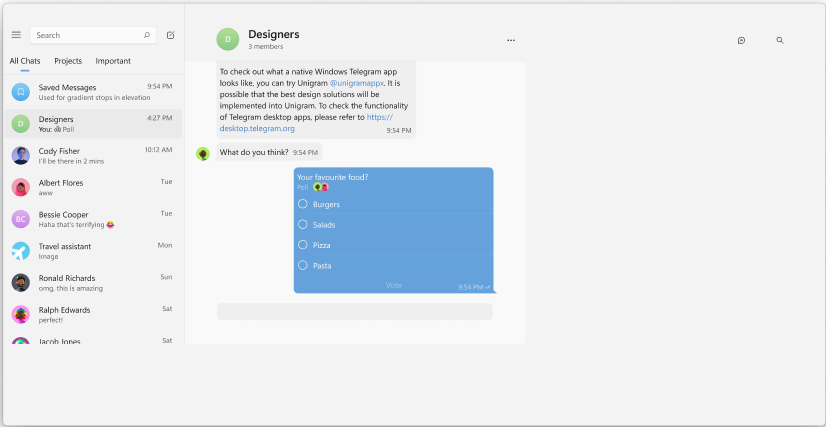 Search
All Chats
Projects
Important
Saved Messages
9:54 PM
Used for gradient stops in elevation
D
Designers
4:27 PM
You: Poll
Cody Fisher
10:12 AM
I'll be there in 2 mins
Albert Flores
Tue
aww
BC
Bessie Cooper
Tue
Haha that's terrifying 😂
Travel assistant
Mon
Image
Ronald Richards
Sun
omg, this is amazing
Ralph Edwards
Sat
perfect!
Jacob Jones
Sat
D
Designers
3 members
To check out what a native Windows Telegram app
looks like, you can try Unigram @unigramappx. It is
possible that the best design solutions will be
implemented into Unigram. To check the functionality
of Telegram desktop apps, please refer to https://
desktop.telegram.org
9:54 PM
What do you think? 9:54 PM
Your favourite food?
Poll
Burgers
Salads
Pizza
Pasta
Vote
9:54 PM